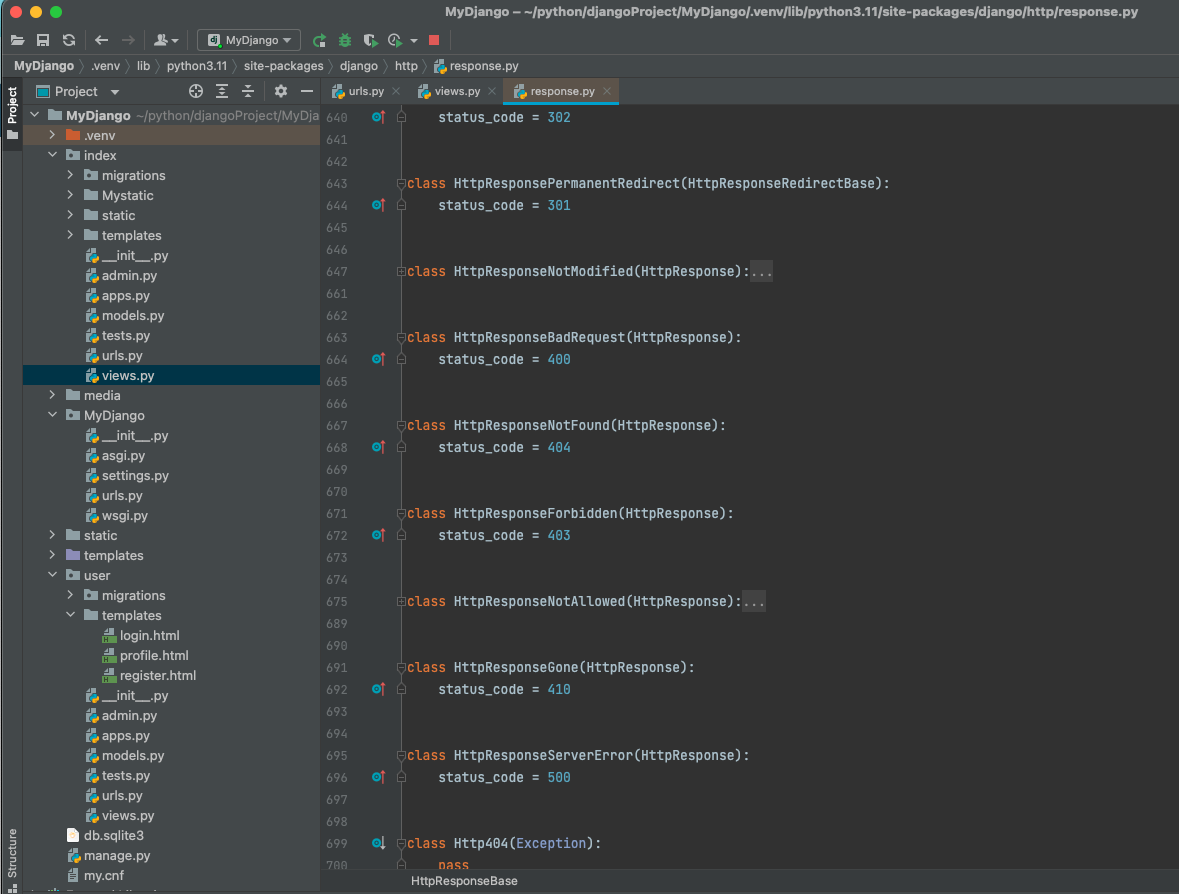 MyDjango – ~/python/djangoProject/MyDjango/.venv/lib/python3.11/site-packages/django/http/response.py
MyDjango
MyDjango .venv lib python3.11 site-packages django http response.py
Project
Structure
Project
MyDjango ~/python/djangoProject/MyDja
.venv
index
migrations
Mystatic
static
templates
__init__.py
admin.py
apps.py
models.py
tests.py
urls.py
views.py
media
MyDjango
__init__.py
asgi.py
settings.py
urls.py
wsgi.py
static
templates
user
migrations
templates
login.html
profile.html
register.html
__init__.py
admin.py
apps.py
models.py
tests.py
urls.py
views.py
db.sqlite3
manage.py
my.cnf
urls.py views.py response.py
640 status_code = 302
641
642
643 class HttpResponsePermanentRedirect(HttpResponseRedirectBase):
644 status_code = 301
645
646
647 class HttpResponseNotModified(HttpResponse):...
661
662
663 class HttpResponseBadRequest(HttpResponse):
664 status_code = 400
665
666
667 class HttpResponseNotFound(HttpResponse):
668 status_code = 404
669
670
671 class HttpResponseForbidden(HttpResponse):
672 status_code = 403
673
674
675 class HttpResponseNotAllowed(HttpResponse):...
689
690
691 class HttpResponseGone(HttpResponse):
692 status_code = 410
693
694
695 class HttpResponseServerError(HttpResponse):
696 status_code = 500
697
698
699 class Http404(Exception):
700 pass
HttpResponseBase